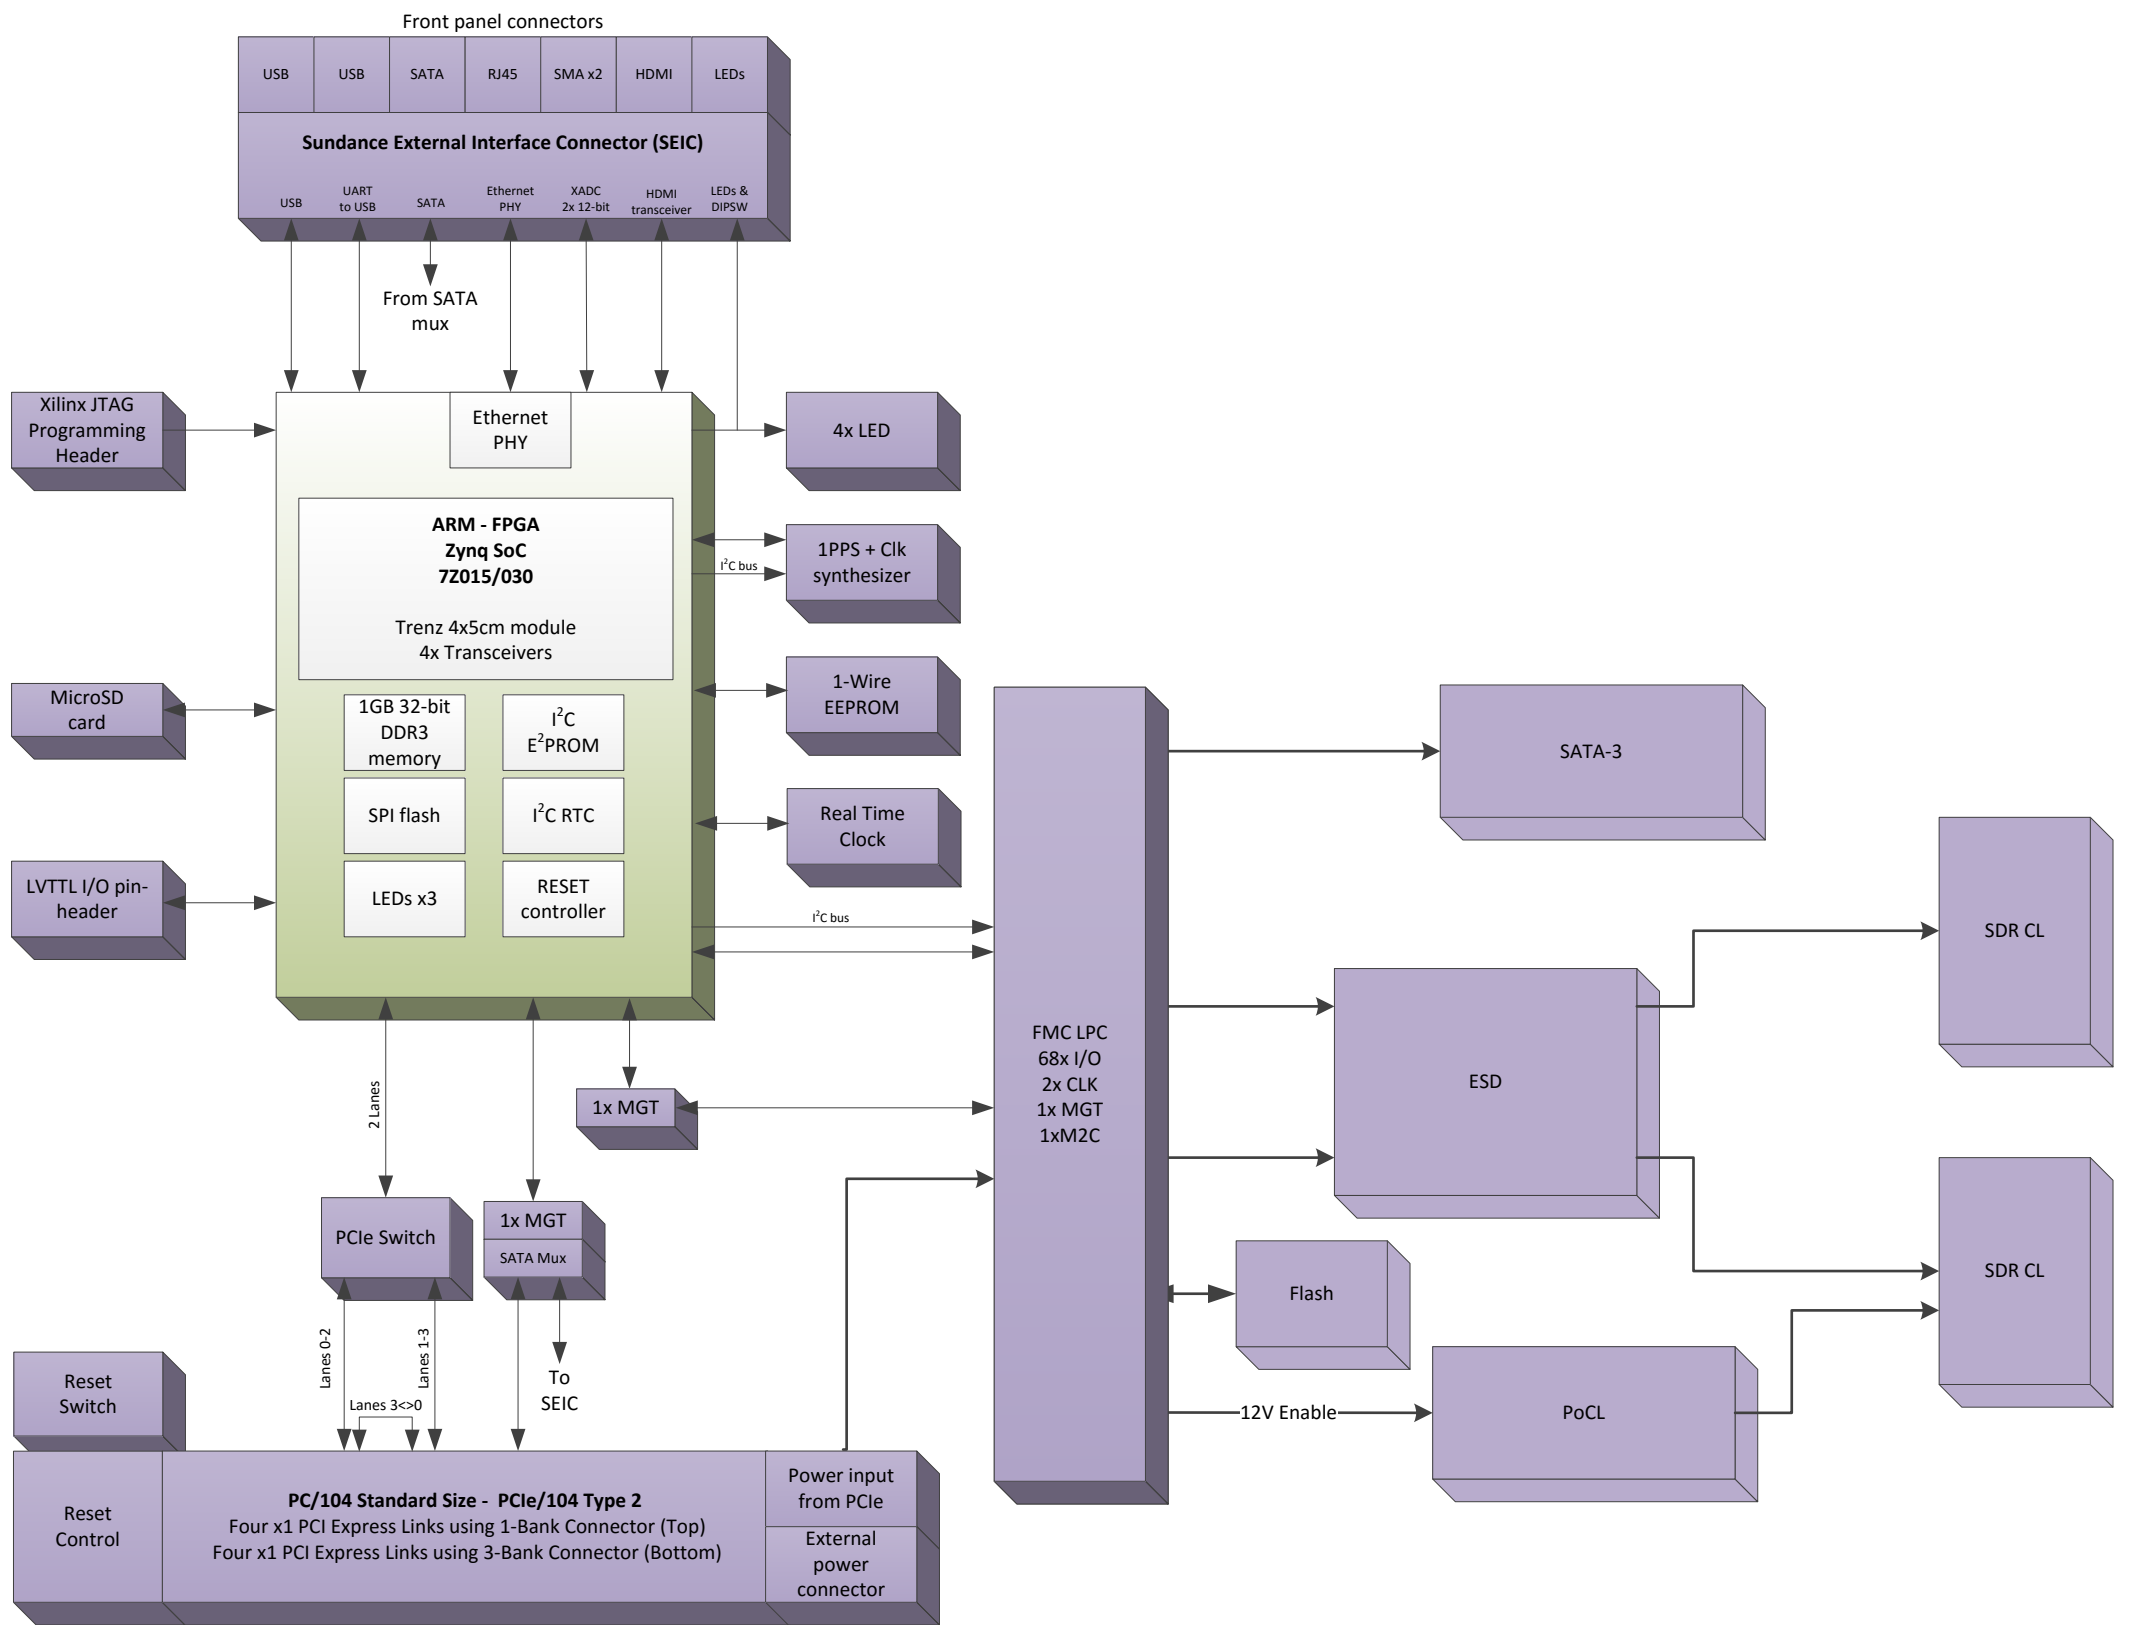 Front panel connectors
USB
USB
SATA
RJ45
SMA x2
HDMI
LEDs
Sundance External Interface Connector (SEIC)
USB
UART
to USB
SATA
Ethernet
PHY
XADC
2x 12-bit
HDMI
transceiver
LEDs &
DIPSW
From SATA
mux
Xilinx JTAG
Programming
Header
Ethernet
PHY
4x LED
ARM - FPGA
Zynq SoC
7Z015/030
Trenz 4x5cm module
4x Transceivers
I²C bus
1PPS + Clk
synthesizer
MicroSD
card
1GB 32-bit
DDR3
memory
I²C
E²PROM
1-Wire
EEPROM
SPI flash
I²C RTC
Real Time
Clock
LVTTL I/O pin-
header
LEDs x3
RESET
controller
I²C bus
SATA-3
SDR CL
FMC LPC
68x I/O
2x CLK
1x MGT
1xM2C
ESD
2 Lanes
1x MGT
PCIe Switch
1x MGT
SATA Mux
SDR CL
Flash
Lanes 0-2
Lanes 1-3
Lanes 3<>0
To
SEIC
12V Enable
PoCL
Reset
Switch
Reset
Control
PC/104 Standard Size - PCIe/104 Type 2
Four x1 PCI Express Links using 1-Bank Connector (Top)
Four x1 PCI Express Links using 3-Bank Connector (Bottom)
Power input
from PCIe
External
power
connector